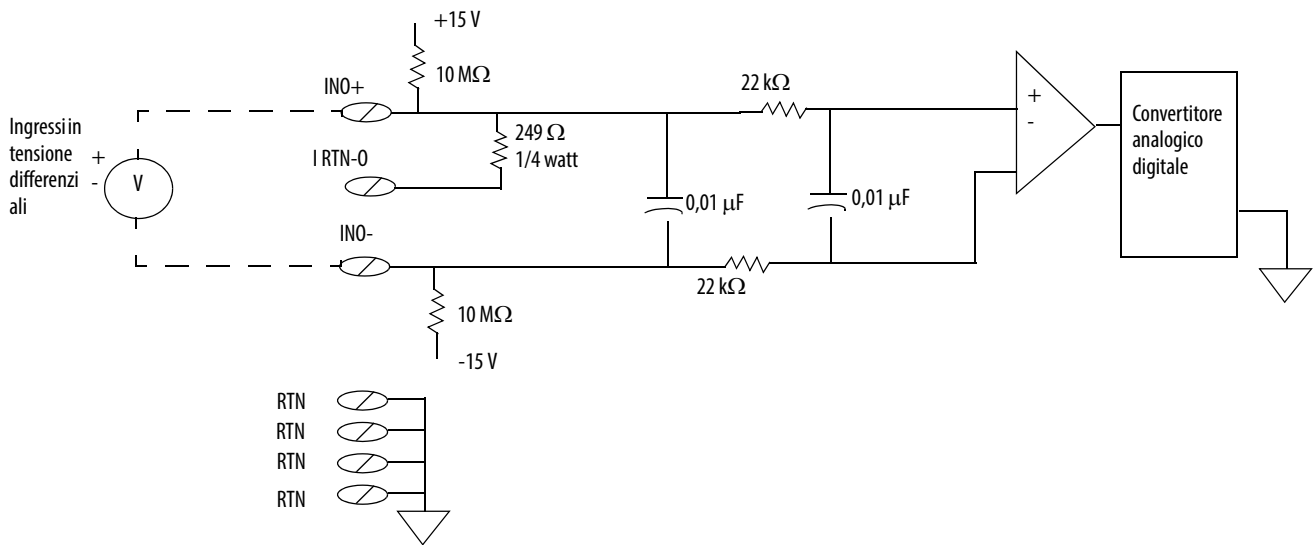 +15 V
10 MΩ
IN0+
22 kΩ
+
-
Convertitore
analogico
digitale
Ingressi in
tensione
differenzi
ali
+
-
V
249 Ω
1/4 watt
I RTN-0
0,01 µF
0,01 µF
IN0-
22 kΩ
10 MΩ
-15 V
RTN
RTN
RTN
RTN